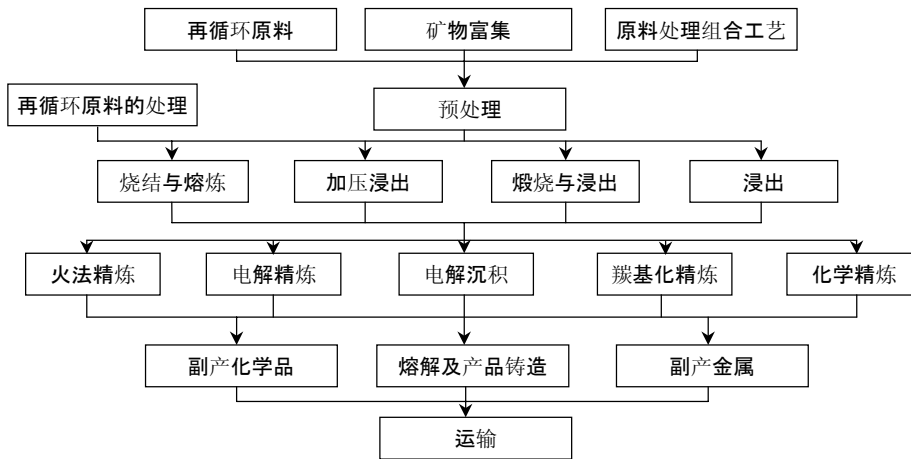 再循环原料
矿物富集
原料处理组合工艺
再循环原料的处理
预处理
烧结与熔炼
加压浸出
煅烧与浸出
浸出
火法精炼
电解精炼
电解沉积
羰基化精炼
化学精炼
副产化学品
熔解及产品铸造
副产金属
运输